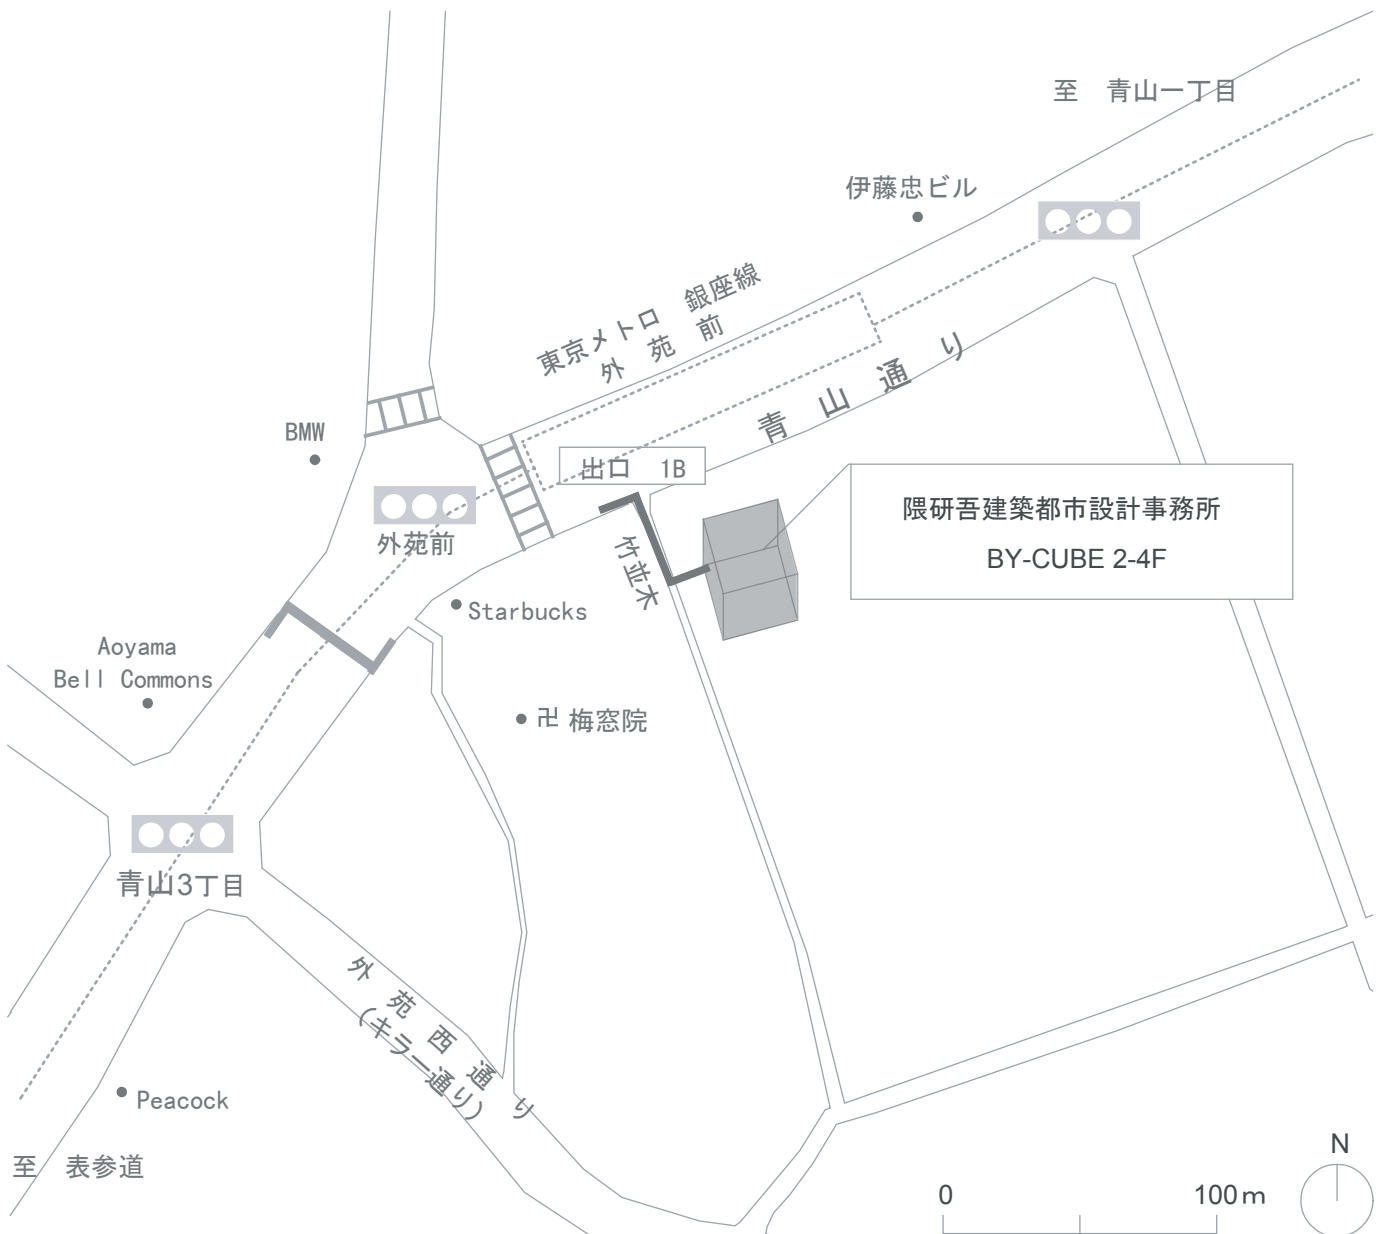 至　青山一丁目
伊藤忠ビル
東京メトロ　銀座線
外　苑　前
青　山　通　り
BMW
出口　1B
外苑前
竹並木
隈研吾建築都市設計事務所
BY-CUBE 2-4F
Starbucks
Aoyama
Bell Commons
卍 梅窓院
青山3丁目
外　苑　西　通　り
(キラー通り)
Peacock
至　表参道
N
0　100m